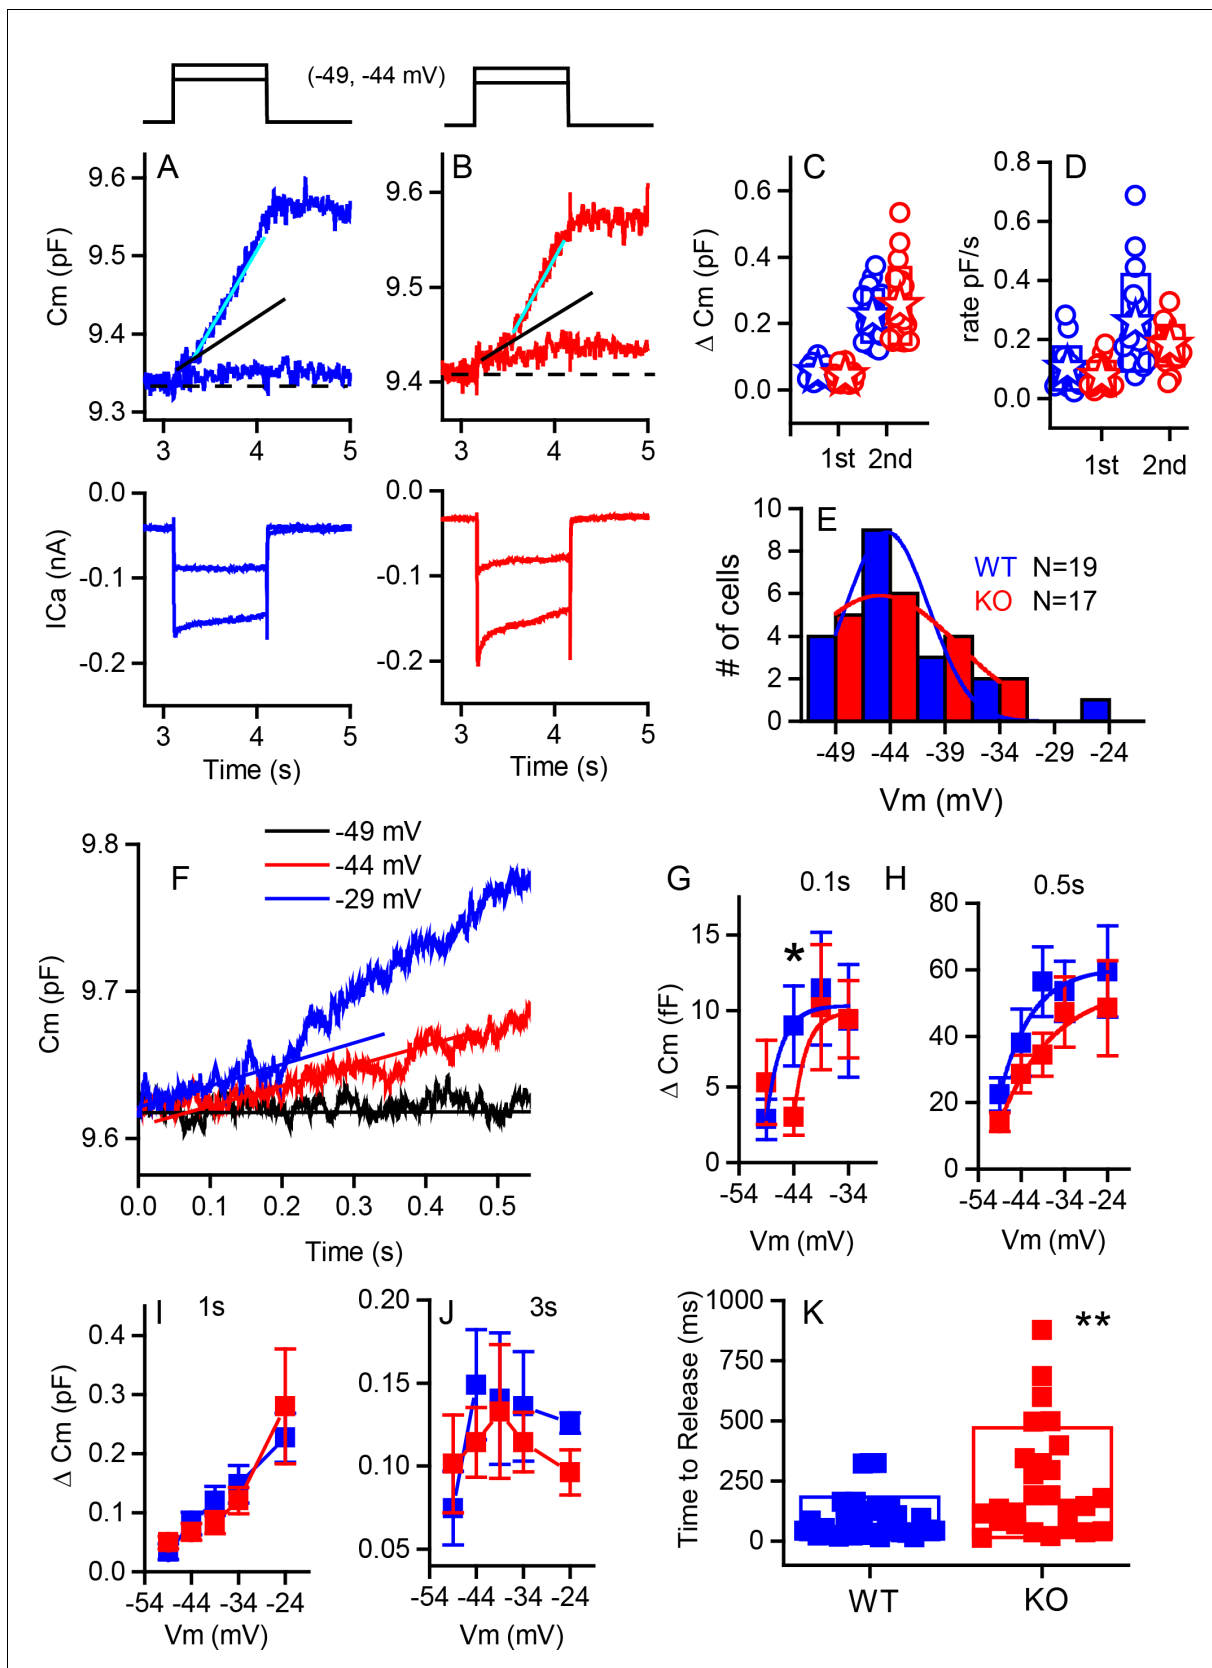 (-49, -44 mV)
A
Cm (pF)
9.6
9.5
9.4
9.3
3 4 5
B
9.6
9.5
9.4
3 4 5
C
Δ Cm (pF)
0.6
0.4
0.2
0.0
1st 2nd
D
rate pF/s
0.8
0.6
0.4
0.2
0.0
1st 2nd
ICa (nA)
0.0
-0.1
-0.2
3 4 5
Time (s)
0.0
-0.1
-0.2
3 4 5
Time (s)
E
# of cells
10
8
6
4
2
0
WT N=19
KO N=17
-49 -44 -39 -34 -29 -24
Vm (mV)
F
-49 mV
-44 mV
-29 mV
Cm (pF)
9.8
9.7
9.6
0.0 0.1 0.2 0.3 0.4 0.5
Time (s)
G
0.1s
*
Δ Cm (fF)
15
10
5
0
-54 -44 -34
Vm (mV)
H
0.5s
80
60
40
20
0
-54 -44 -34 -24
Vm (mV)
I
1s
Δ Cm (pF)
0.4
0.3
0.2
0.1
0.0
-54 -44 -34 -24
Vm (mV)
J
3s
0.20
0.15
0.10
0.05
-54 -44 -34 -24
Vm (mV)
K
**
Time to Release (ms)
1000
750
500
250
0
WT KO